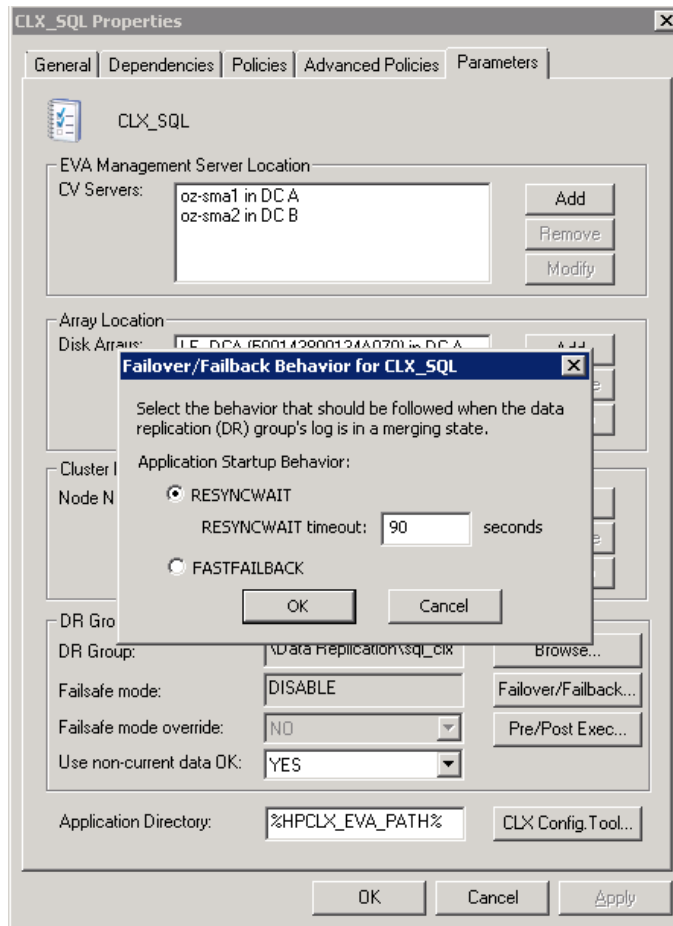 CLX_SQL Properties
General Dependencies Policies Advanced Policies Parameters
CLX_SQL
EVA Management Server Location
CV Servers:
oz-sma1 in DC A
oz-sma2 in DC B
Add
Remove
Modify
Array Location
Disk Arrays:
(500143800134A070) in DC A
Add
Failover/Failback Behavior for CLX_SQL
Select the behavior that should be followed when the data
replication (DR) group's log is in a merging state.
Application Startup Behavior:
RESYNCWAIT
RESYNCWAIT timeout: 90 seconds
FASTFAILBACK
OK Cancel
Cluster
Node N
DR Gro
DR Group: \Data Replication\sql_clx Browse...
Failsafe mode: DISABLE Failover/Failback...
Failsafe mode override: NO Pre/Post Exec...
Use non-current data OK: YES
Application Directory: %HPCLX_EVA_PATH% CLX Config.Tool...
OK Cancel Apply